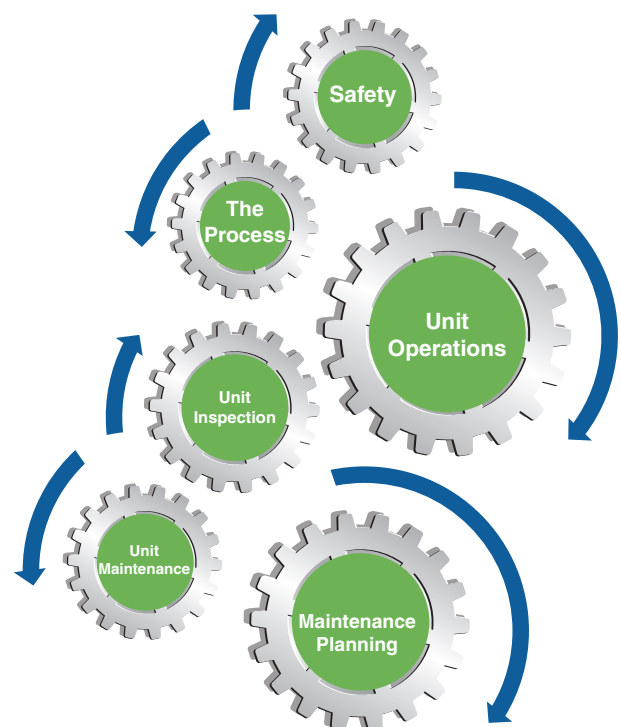 Safety
The
Process
Unit
Operations
Unit
Inspection
Unit
Maintenance
Maintenance
Planning